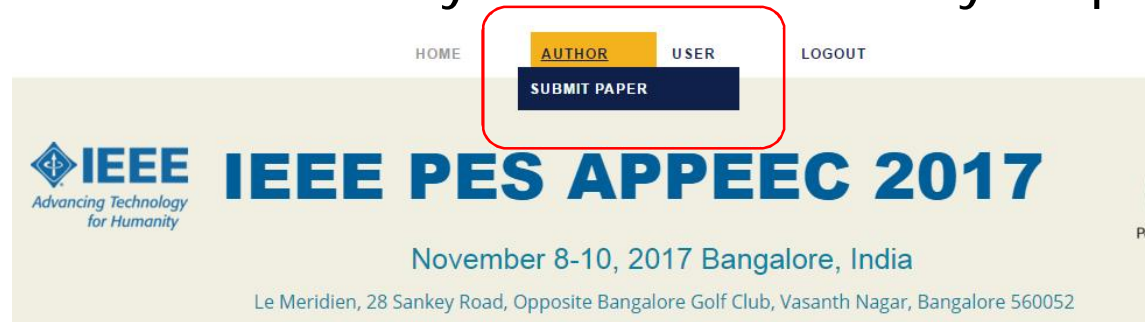 HOME AUTHOR USER LOGOUT
SUBMIT PAPER
IEEE
Advancing Technology
for Humanity
IEEE PES APPEEC 2017
November 8-10, 2017 Bangalore, India
Le Meridien, 28 Sankey Road, Opposite Bangalore Golf Club, Vasanth Nagar, Bangalore 560052